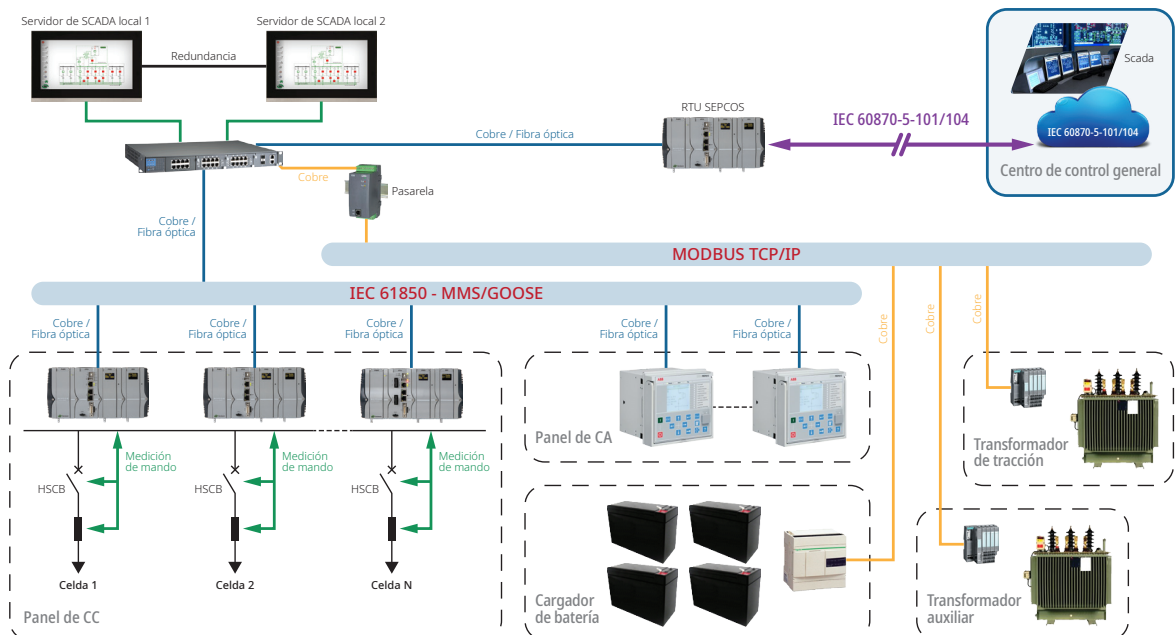 Servidor de SCADA local 1
Servidor de SCADA local 2
Redundancia
Scada
IEC 60870-5-101/104
Centro de control general
RTU SEPCOS
IEC 60870-5-101/104
Cobre / Fibra óptica
Cobre
Pasarela
Cobre /
Fibra óptica
MODBUS TCP/IP
IEC 61850 - MMS/GOOSE
Cobre /
Fibra óptica
Cobre /
Fibra óptica
Cobre /
Fibra óptica
Cobre /
Fibra óptica
Cobre /
Fibra óptica
Cobre
Cobre
Cobre
Medición
de mando
Medición
de mando
Medición
de mando
HSCB
HSCB
HSCB
Celda 1
Celda 2
Celda N
Panel de CC
Panel de CA
Cargador
de batería
Transformador
de tracción
Transformador
auxiliar